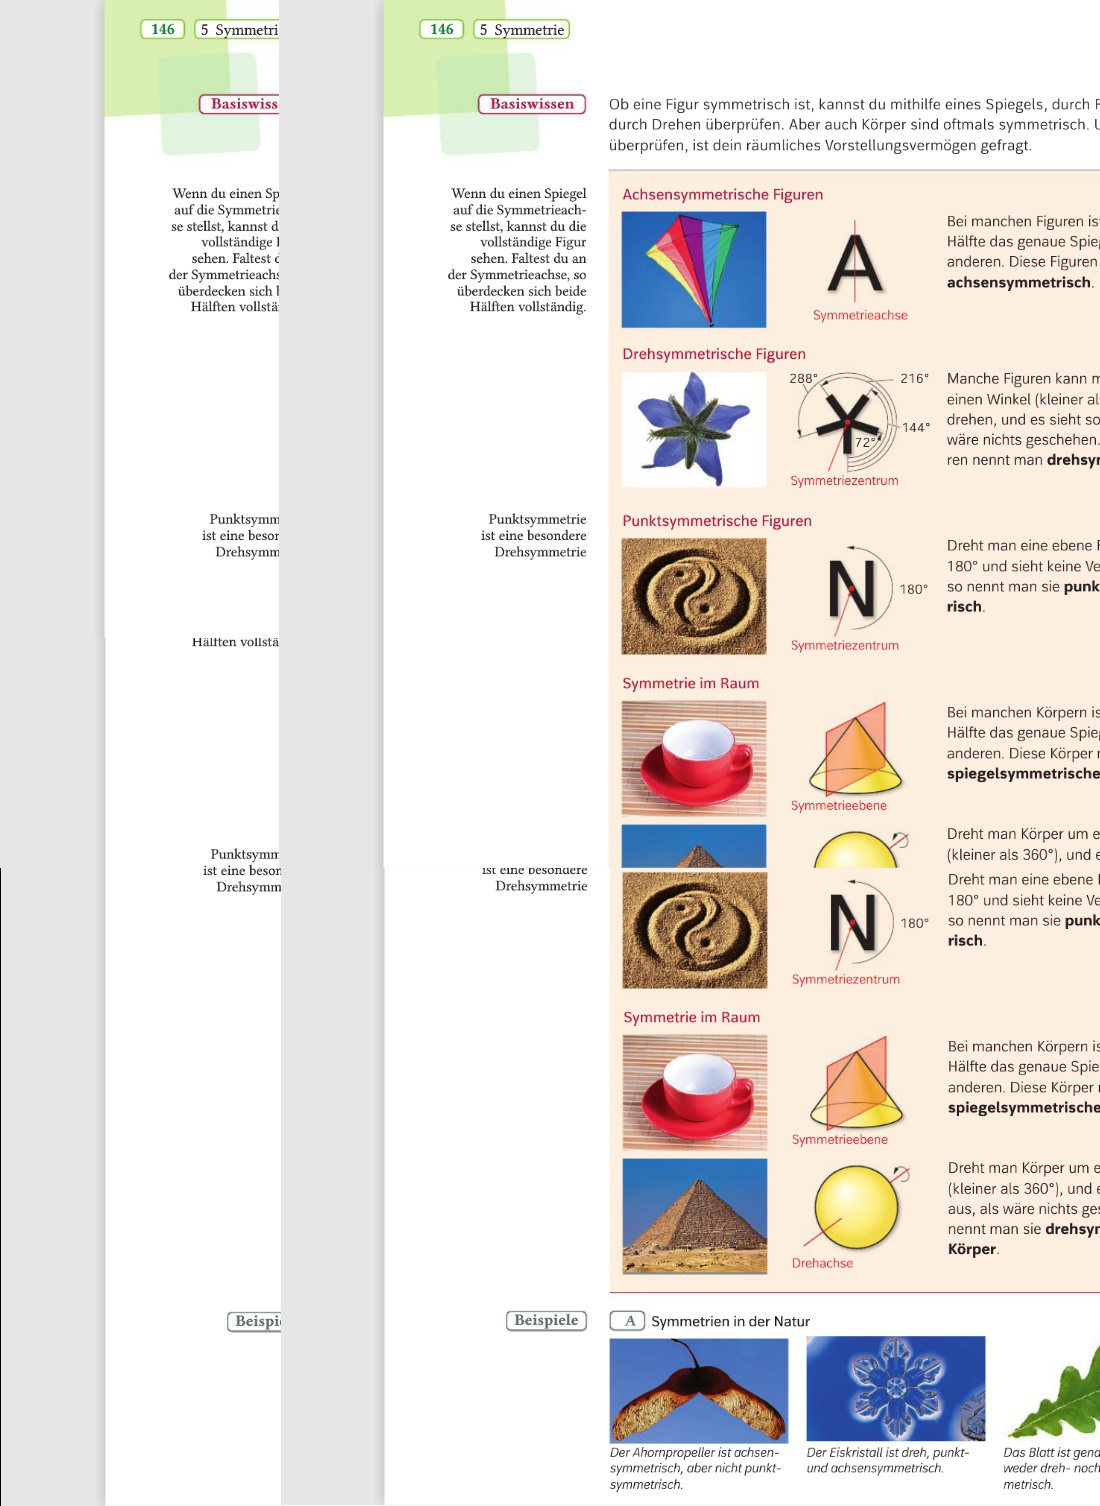 146
5 Symmetri
146
5 Symmetrie
Basiswiss
Basiswissen
Ob eine Figur symmetrisch ist, kannst du mithilfe eines Spiegels, durch F
durch Drehen überprüfen. Aber auch Körper sind oftmals symmetrisch. U
überprüfen, ist dein räumliches Vorstellungsvermögen gefragt.
Wenn du einen Sp
auf die Symmetrie
se stellst, kannst d
vollständige F
sehen. Faltest d
der Symmetrieachs
überdecken sich b
Hälften vollstä
Wenn du einen Spiegel
auf die Symmetrieach-
se stellst, kannst du die
vollständige Figur
sehen. Faltest du an
der Symmetrieachse, so
überdecken sich beide
Hälften vollständig.
Achsensymmetrische Figuren
A
Symmetrieachse
Bei manchen Figuren is
Hälfte das genaue Spieg
anderen. Diese Figuren
achsensymmetrisch.
Drehsymmetrische Figuren
288°
216°
144°
72°
Symmetriezentrum
Manche Figuren kann m
einen Winkel (kleiner al
drehen, und es sieht so
wäre nichts geschehen.
ren nennt man drehsym
Punktsymm
ist eine beson
Drehsymm
Punktsymmetrie
ist eine besondere
Drehsymmetrie
Punktsymmetrische Figuren
N
180°
Symmetriezentrum
Dreht man eine ebene F
180° und sieht keine Ve
so nennt man sie punk
risch.
Hälften vollstä
Symmetrie im Raum
Symmetrieebene
Bei manchen Körpern is
Hälfte das genaue Spieg
anderen. Diese Körper n
spiegelsymmetrische
Dreht man Körper um e
(kleiner als 360°), und e
Punktsymm
ist eine beson
Drehsymm
ist eine besondere
Drehsymmetrie
N
180°
Symmetriezentrum
Dreht man eine ebene F
180° und sieht keine Ve
so nennt man sie punk
risch.
Symmetrie im Raum
Symmetrieebene
Bei manchen Körpern is
Hälfte das genaue Spie
anderen. Diese Körper n
spiegelsymmetrische
Drehachse
Dreht man Körper um e
(kleiner als 360°), und e
aus, als wäre nichts ges
nennt man sie drehsym
Körper.
Beispie
Beispiele
A Symmetrien in der Natur
Der Ahornpropeller ist achsen-
symmetrisch, aber nicht punkt-
symmetrisch.
Der Eiskristall ist dreh, punkt-
und achsensymmetrisch.
Das Blatt ist gena
weder dreh- noch
metrisch.